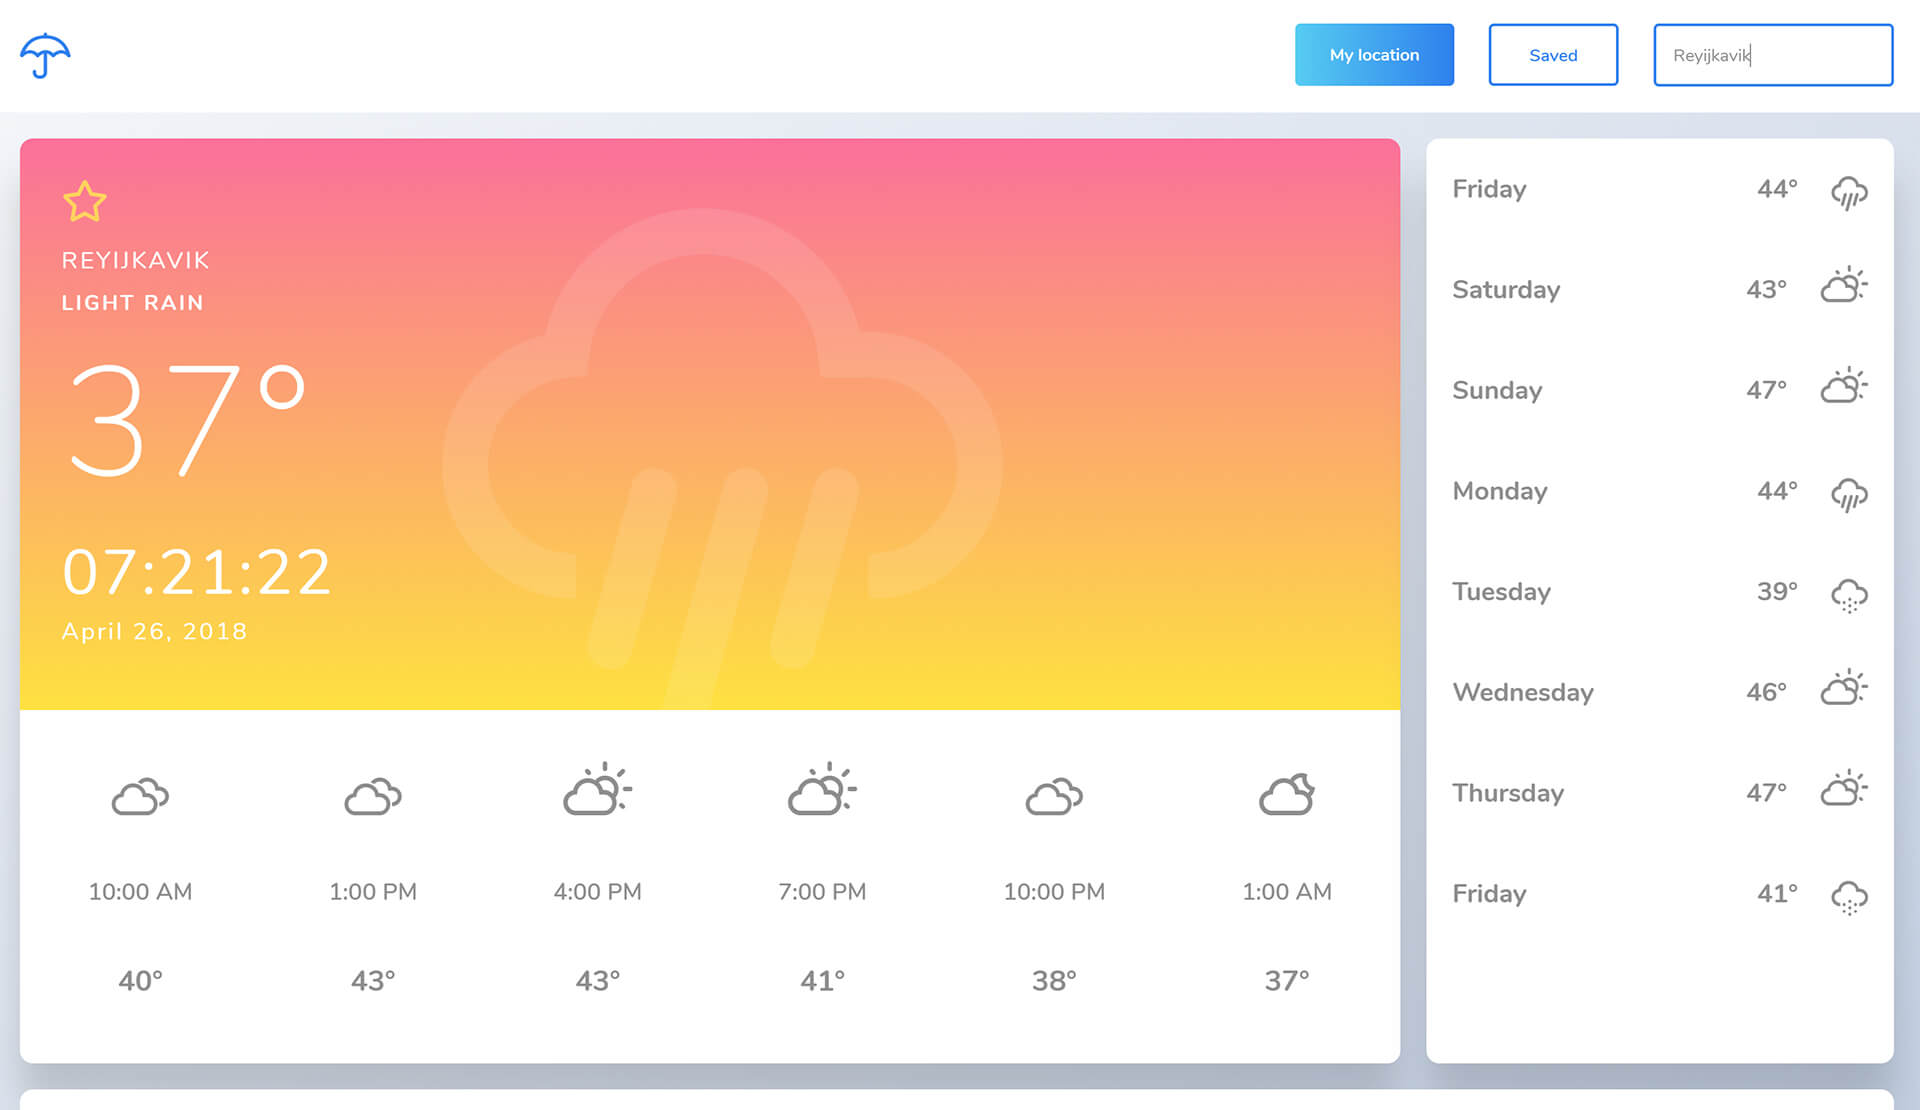 My location
Saved
Reyijkavik
REYIJKAVIK
LIGHT RAIN
37°
07:21:22
April 26, 2018
10:00 AM 1:00 PM 4:00 PM 7:00 PM 10:00 PM 1:00 AM
40° 43° 43° 41° 38° 37°
Friday 44°
Saturday 43°
Sunday 47°
Monday 44°
Tuesday 39°
Wednesday 46°
Thursday 47°
Friday 41°